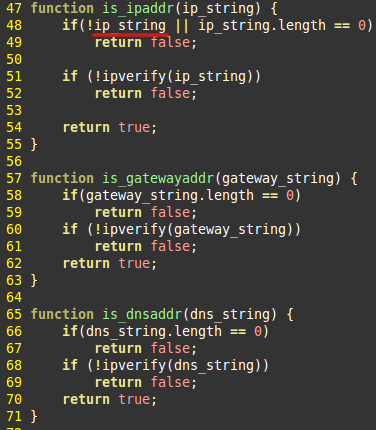 47 function is_ipaddr(ip_string) {
48     if(!ip_string || ip_string.length == 0)
49         return false;
50
51     if (!ipverify(ip_string))
52         return false;
53
54     return true;
55 }
56
57 function is_gatewayaddr(gateway_string) {
58     if(gateway_string.length == 0)
59         return false;
60     if (!ipverify(gateway_string))
61         return false;
62     return true;
63 }
64
65 function is_dnsaddr(dns_string) {
66     if(dns_string.length == 0)
67         return false;
68     if (!ipverify(dns_string))
69         return false;
70     return true;
71 }